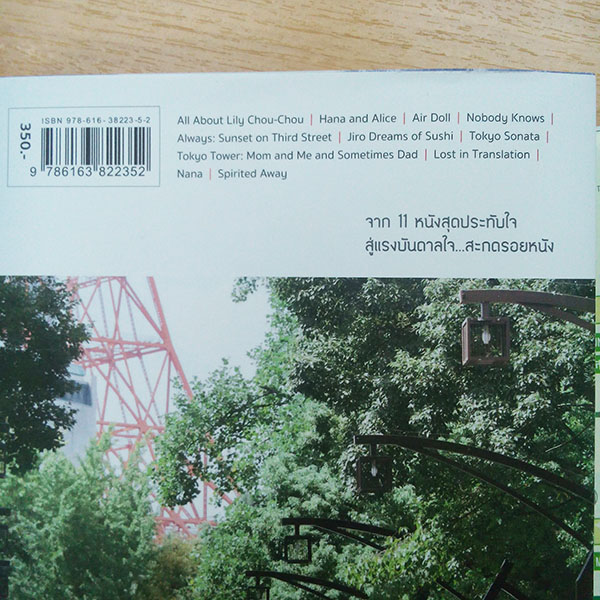 ISBN 978-616-38223-5-2
350.-
9 786163 822352
All About Lily Chou-Chou | Hana and Alice | Air Doll | Nobody Knows |
Always: Sunset on Third Street | Jiro Dreams of Sushi | Tokyo Sonata |
Tokyo Tower: Mom and Me and Sometimes Dad | Lost in Translation |
Nana | Spirited Away
จาก 11 หนังสุดประทับใจ
สู่แรงบันดาลใจ...สะกดรอยหนัง